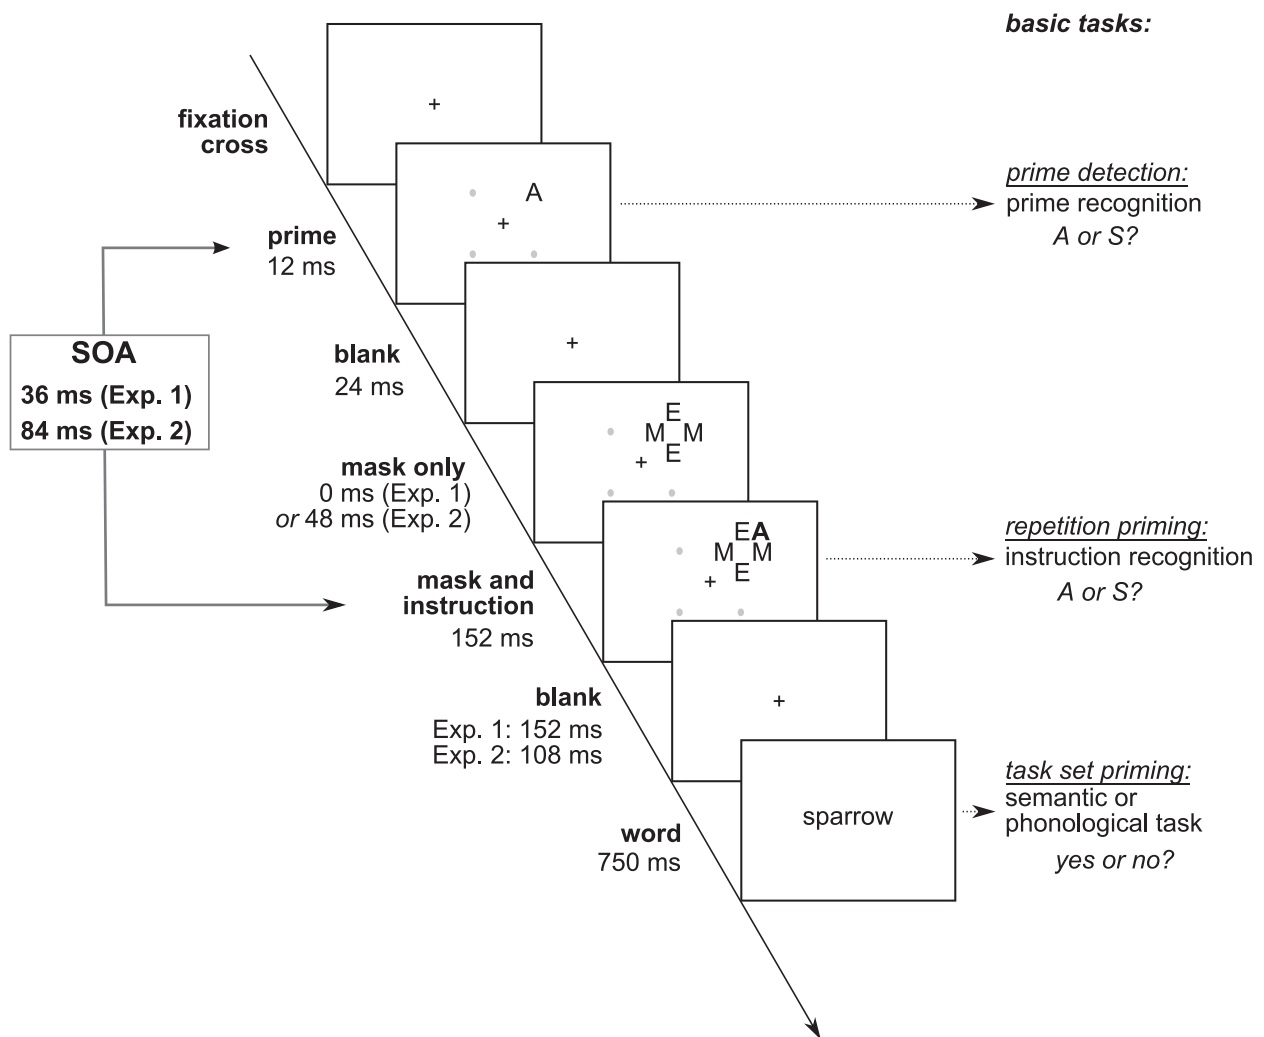 basic tasks:
+
fixation
cross
A
+
prime detection:
prime recognition
A or S?
prime
12 ms
SOA
36 ms (Exp. 1)
84 ms (Exp. 2)
+
blank
24 ms
E
M M
E
+
mask only
0 ms (Exp. 1)
or 48 ms (Exp. 2)
EA
M M
E
+
repetition priming:
instruction recognition
A or S?
mask and
instruction
152 ms
+
blank
Exp. 1: 152 ms
Exp. 2: 108 ms
sparrow
task set priming:
semantic or
phonological task
yes or no?
word
750 ms